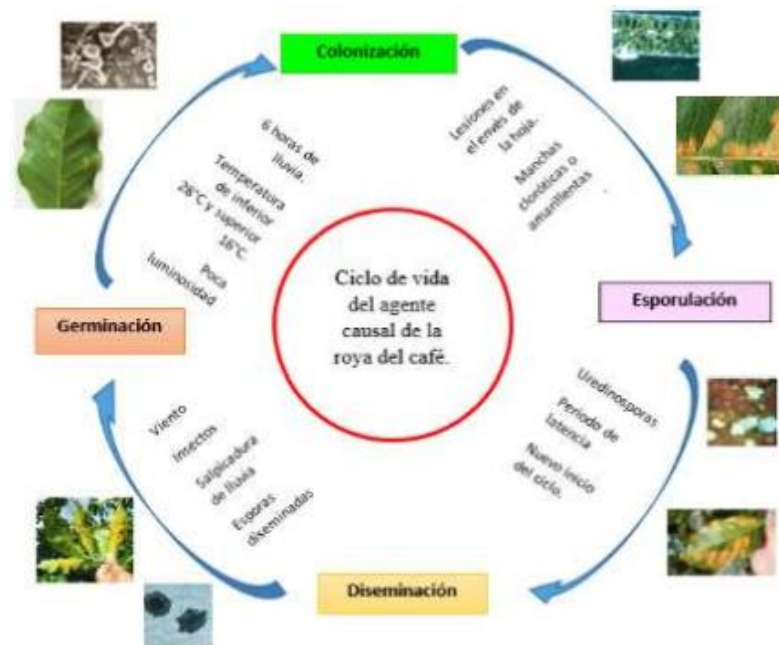 Colonización
6 horas de
lluvia.
Temperatura
de inferior
26°C y superior
16°C
Poca
luminosidad
Lesiones en
el envés de
la hoja.
Manchas
cloróticas o
amarillentas
Ciclo de vida
del agente
causal de la
roya del café.
Germinación
Esporulación
Viento
Insectos
Salpicadura
de lluvia
Esporas
diseminadas
Uredinosporas
Periodo de
latencia
Nuevo inicio
del ciclo.
Diseminación